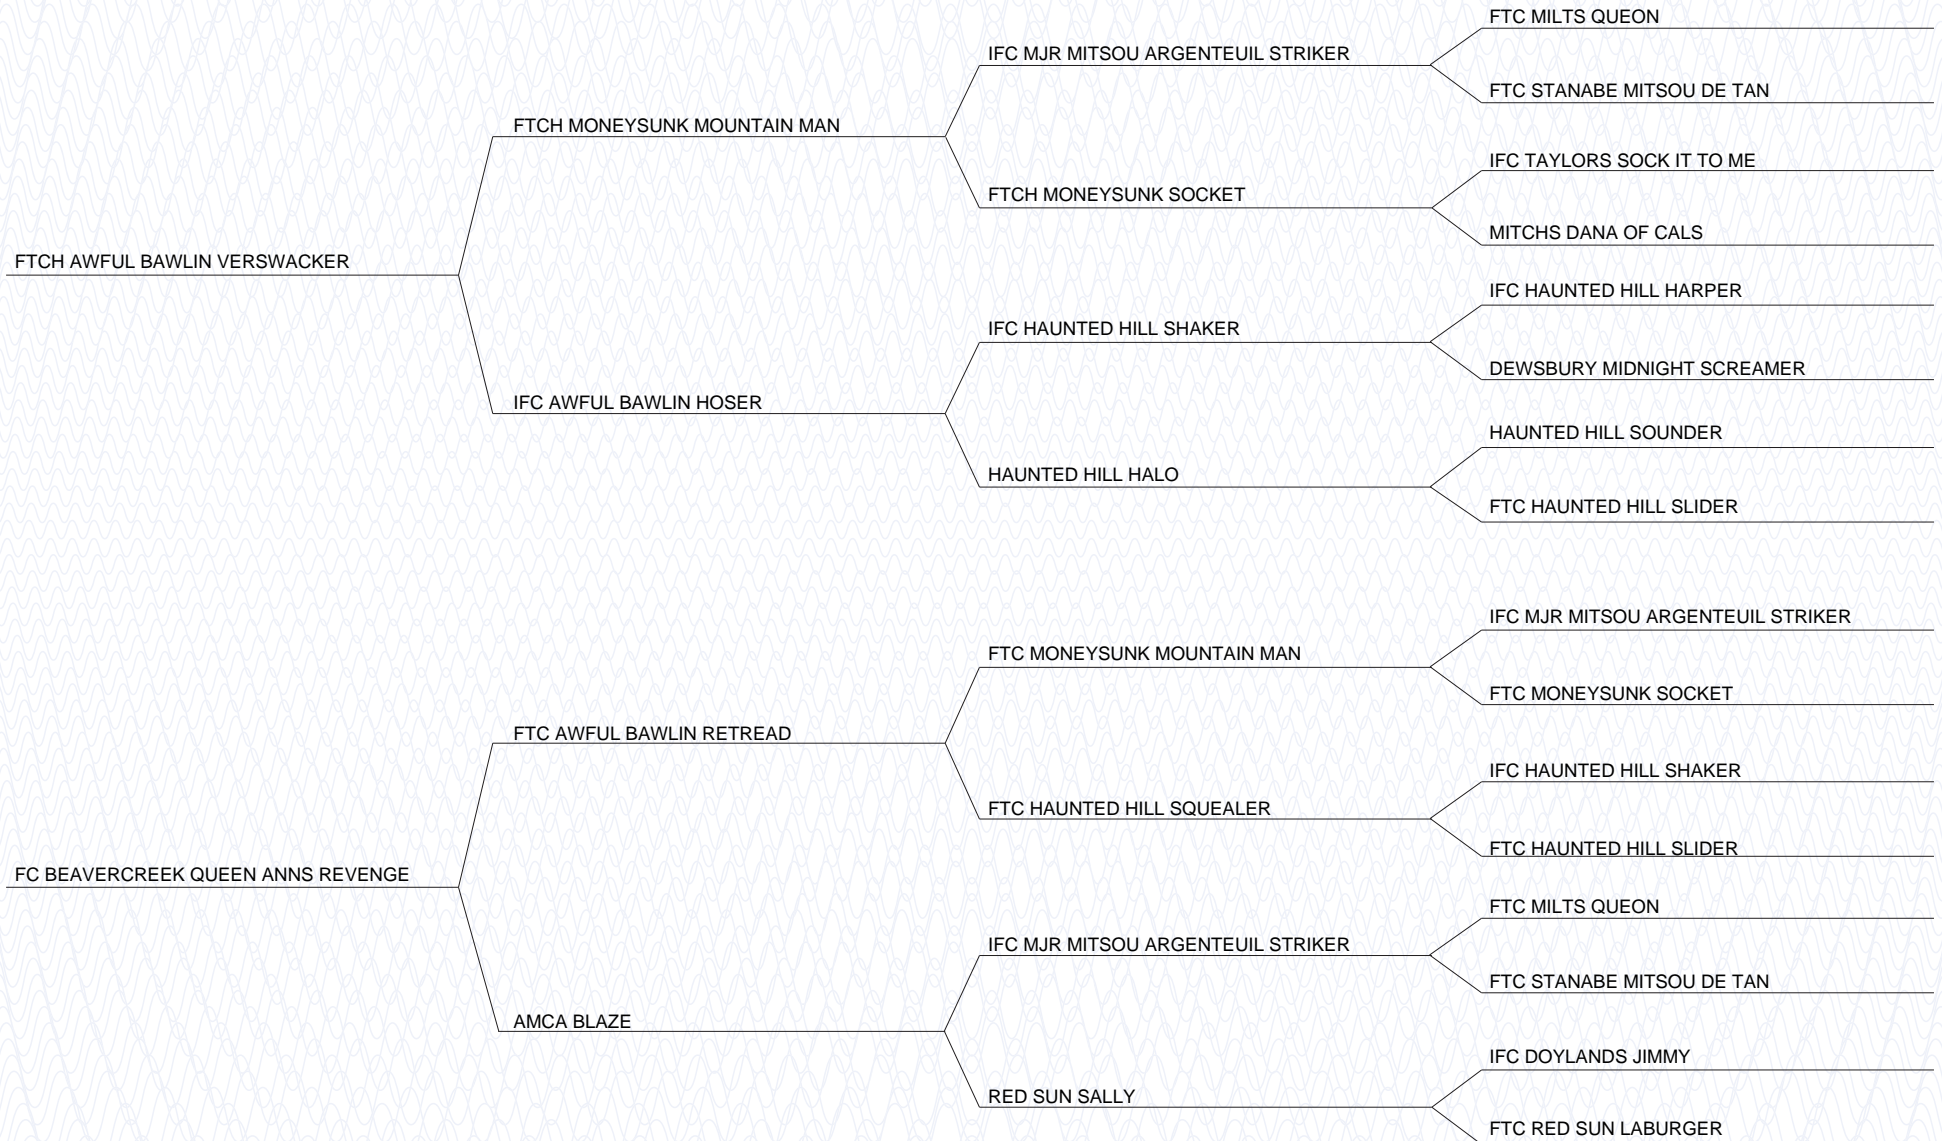 FTC MILTS QUEON
IFC MJR MITSOU ARGENTEUIL STRIKER
FTC STANABE MITSOU DE TAN
FTCH MONEYSUNK MOUNTAIN MAN
IFC TAYLORS SOCK IT TO ME
FTCH MONEYSUNK SOCKET
MITCHS DANA OF CALS
FTCH AWFUL BAWLIN VERSWACKER
IFC HAUNTED HILL HARPER
IFC HAUNTED HILL SHAKER
DEWSBURY MIDNIGHT SCREAMER
IFC AWFUL BAWLIN HOSER
HAUNTED HILL SOUNDER
HAUNTED HILL HALO
FTC HAUNTED HILL SLIDER
IFC MJR MITSOU ARGENTEUIL STRIKER
FTC MONEYSUNK MOUNTAIN MAN
FTC MONEYSUNK SOCKET
FTC AWFUL BAWLIN RETREAD
IFC HAUNTED HILL SHAKER
FTC HAUNTED HILL SQUEALER
FTC HAUNTED HILL SLIDER
FC BEAVERCREEK QUEEN ANNS REVENGE
FTC MILTS QUEON
IFC MJR MITSOU ARGENTEUIL STRIKER
FTC STANABE MITSOU DE TAN
AMCA BLAZE
IFC DOYLANDS JIMMY
RED SUN SALLY
FTC RED SUN LABURGER